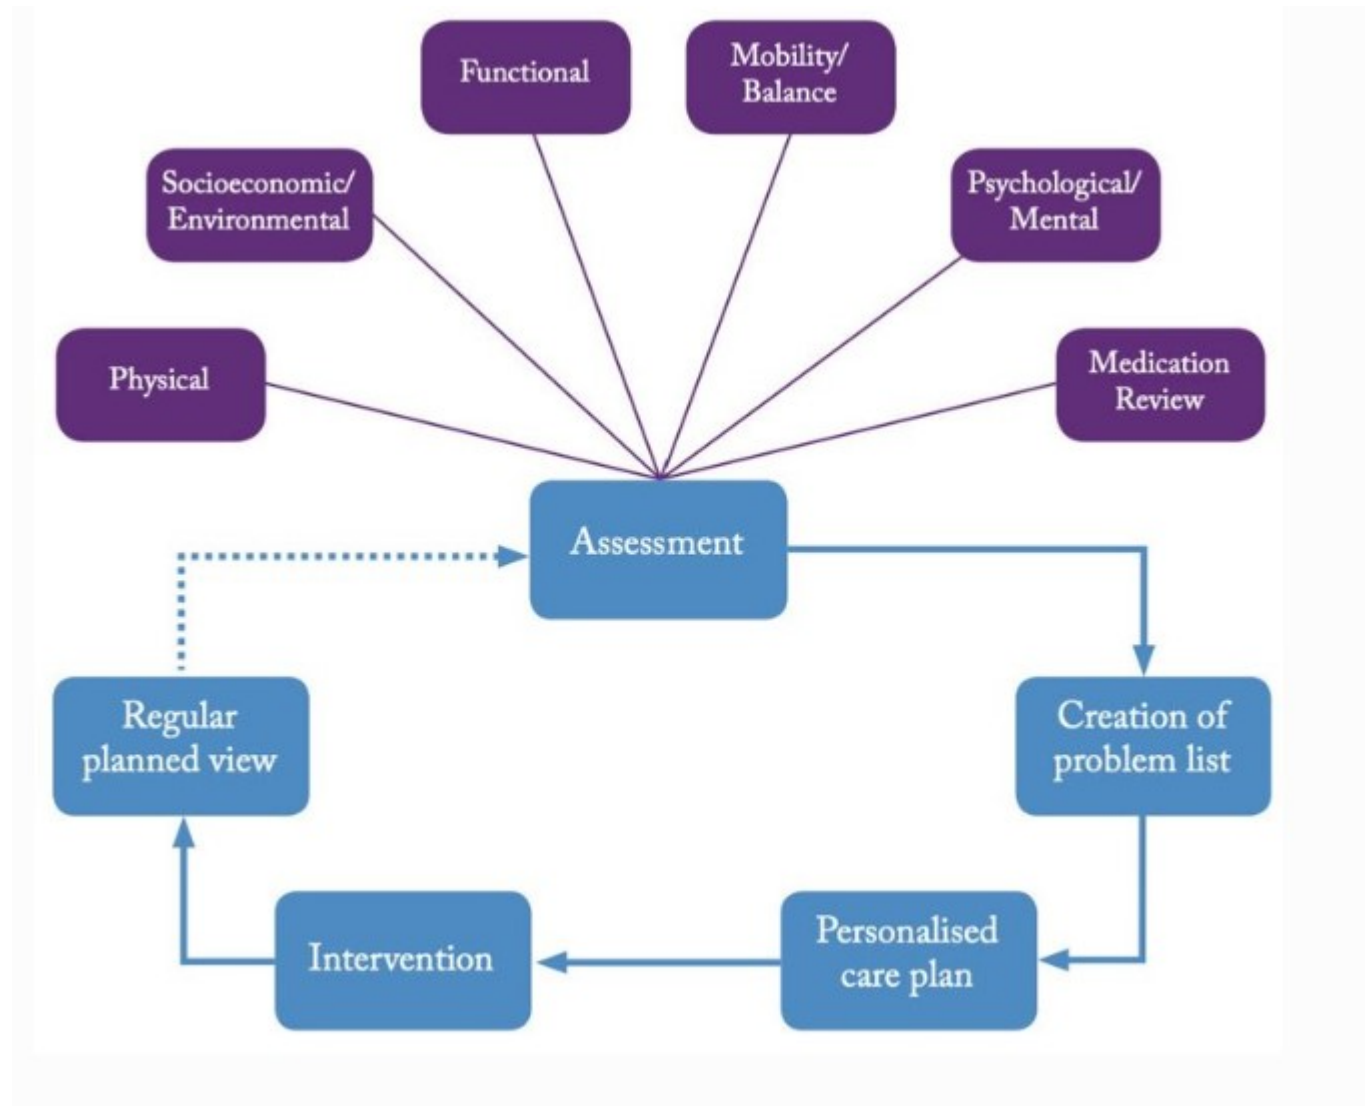 Functional
Mobility/
Balance
Socioeconomic/
Environmental
Psychological/
Mental
Physical
Medication
Review
Assessment
Regular
planned view
Creation of
problem list
Intervention
Personalised
care plan